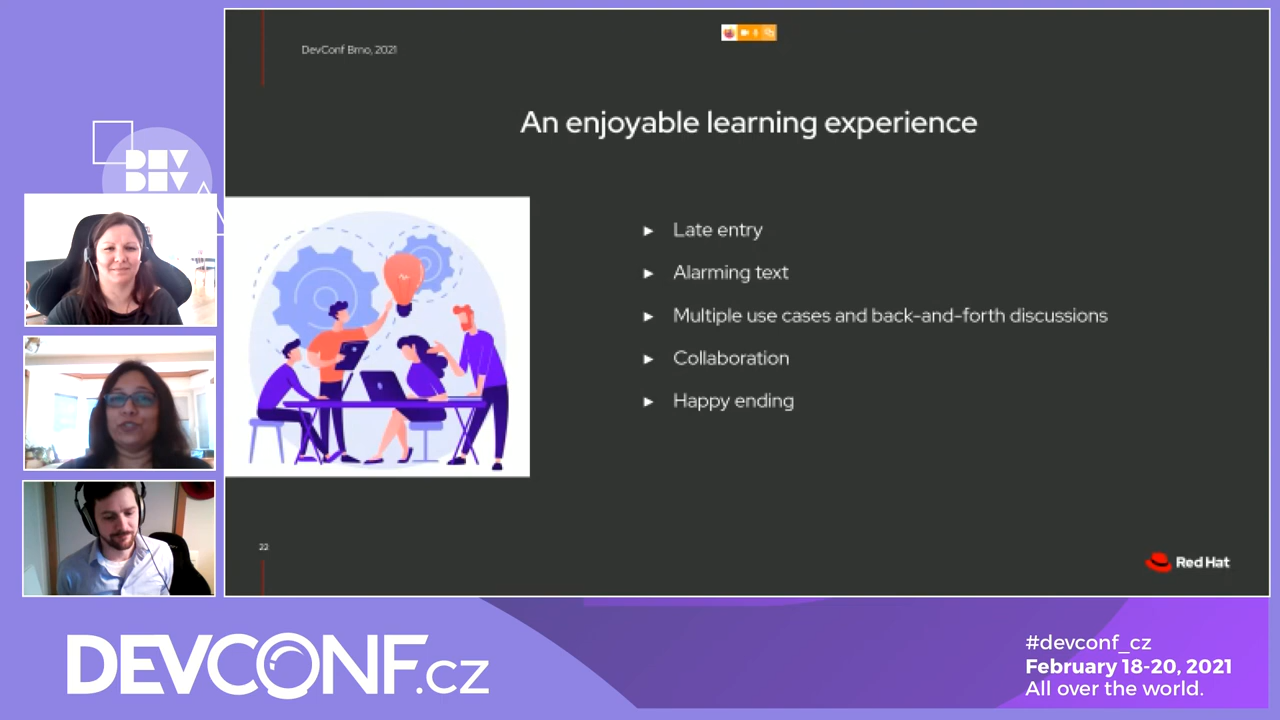 DevConf Brno, 2021
An enjoyable learning experience
DEV
DEV
► Late entry
► Alarming text
► Multiple use cases and back-and-forth discussions
► Collaboration
► Happy ending
22
Red Hat
DEVCONF.cz
#devconf_cz
February 18-20, 2021
All over the world.